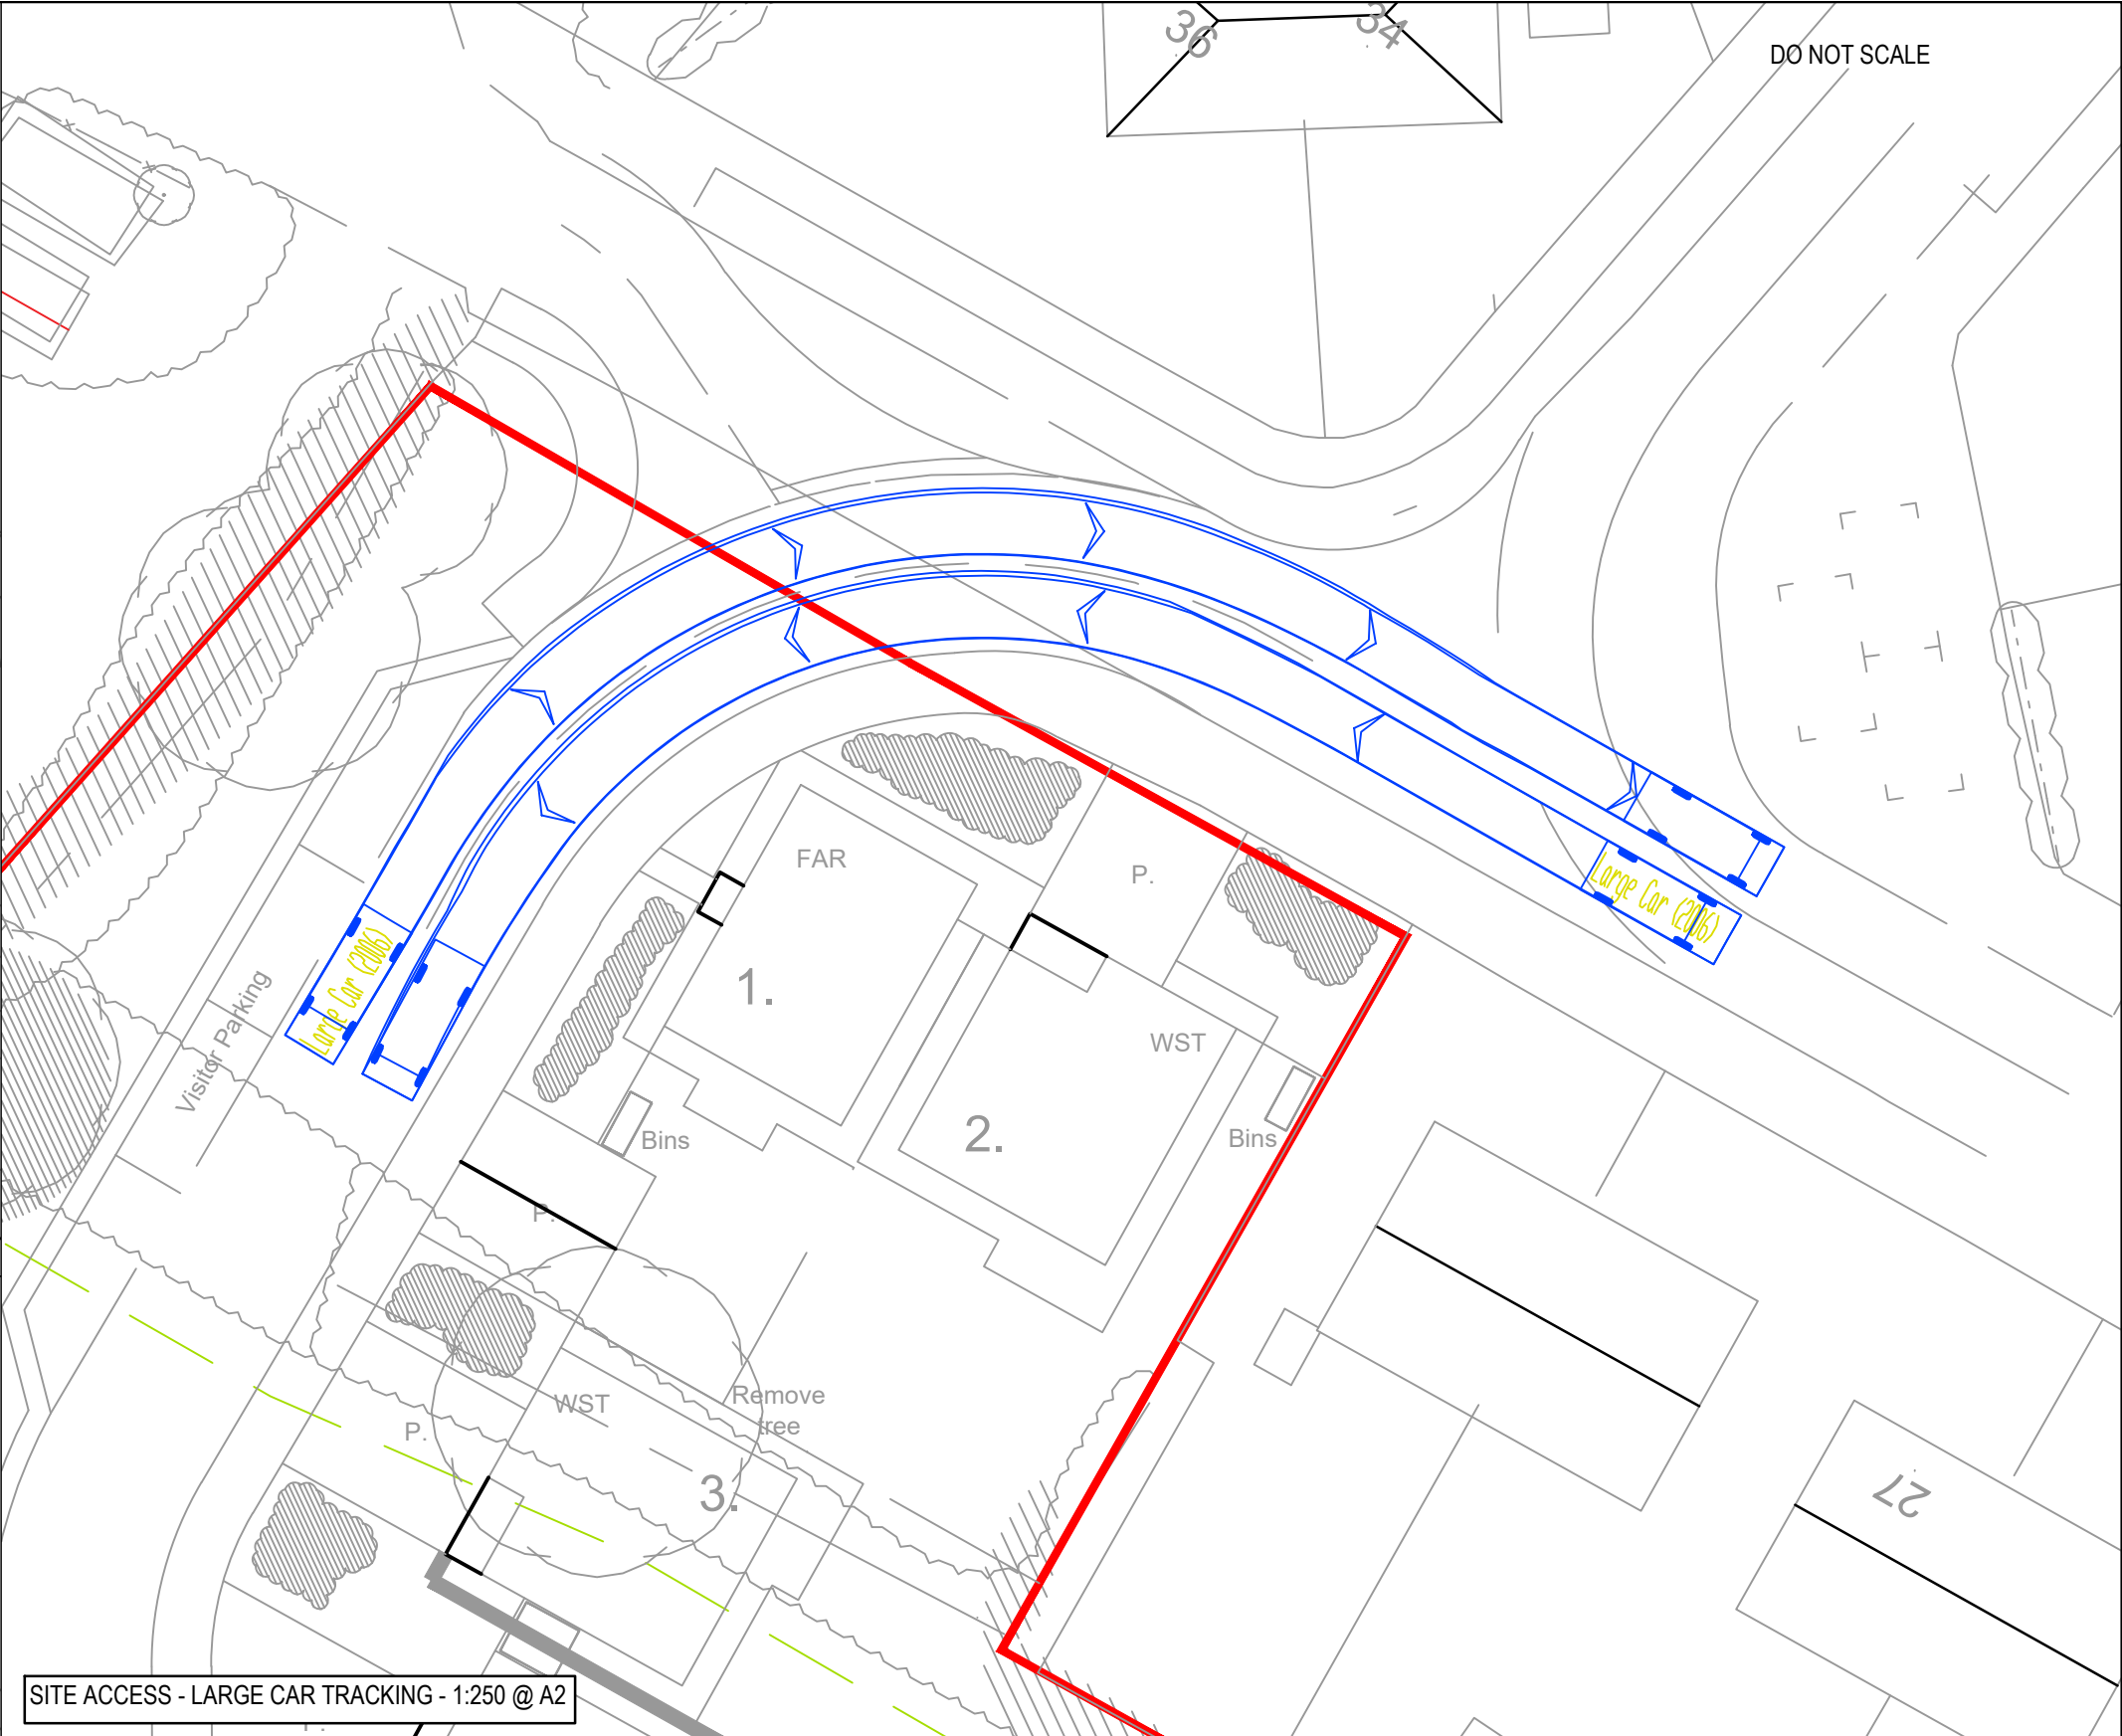 36
34
DO NOT SCALE
FAR
P.
Large Car (2006)
1.
Large Car (2006)
Visitor Parking
WST
2.
Bins
Bins
P.
WST
Remove
tree
P.
3.
27
SITE ACCESS - LARGE CAR TRACKING - 1:250 @ A2